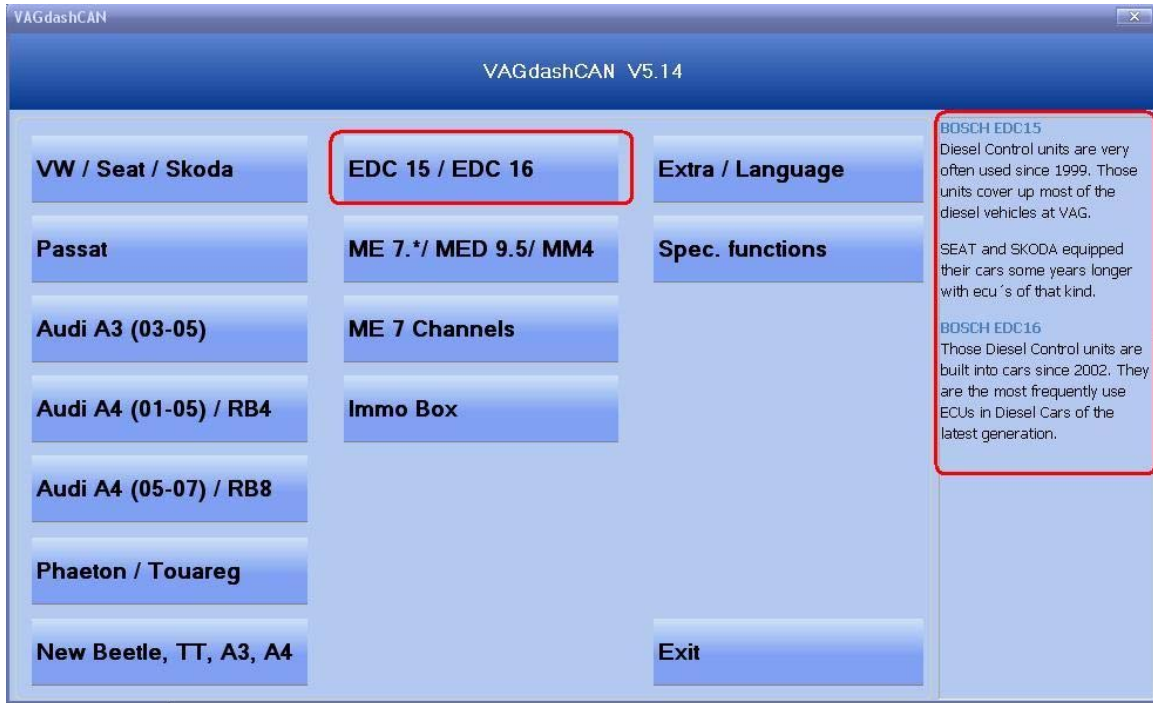 VAGdashCAN
VAGdashCAN V5.14
VW / Seat / Skoda
Passat
Audi A3 (03-05)
Audi A4 (01-05) / RB4
Audi A4 (05-07) / RB8
Phaeton / Touareg
New Beetle, TT, A3, A4
EDC 15 / EDC 16
ME 7.*/ MED 9.5/ MM4
ME 7 Channels
Immo Box
Extra / Language
Spec. functions
Exit
BOSCH EDC15
Diesel Control units are very
often used since 1999. Those
units cover up most of the
diesel vehicles at VAG.
SEAT and SKODA equipped
their cars some years longer
with ecu´s of that kind.
BOSCH EDC16
Those Diesel Control units are
built into cars since 2002. They
are the most frequently use
ECUs in Diesel Cars of the
latest generation.